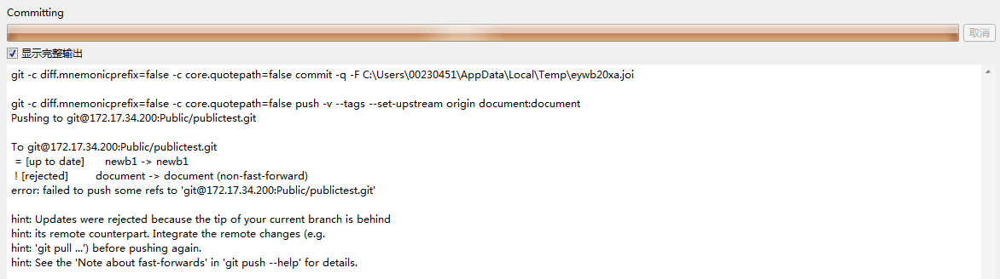 Committing
取消
显示完整输出
git -c diff.mnemonicprefix=false -c core.quotepath=false commit -q -F C:\Users\00230451\AppData\Local\Temp\eywb20xa.joi
git -c diff.mnemonicprefix=false -c core.quotepath=false push -v --tags --set-upstream origin document:document
Pushing to git@172.17.34.200:Public/publictest.git
To git@172.17.34.200:Public/publictest.git
= [up to date] newb1 -> newb1
! [rejected] document -> document (non-fast-forward)
error: failed to push some refs to 'git@172.17.34.200:Public/publictest.git'
hint: Updates were rejected because the tip of your current branch is behind
hint: its remote counterpart. Integrate the remote changes (e.g.
hint: 'git pull ...') before pushing again.
hint: See the 'Note about fast-forwards' in 'git push --help' for details.